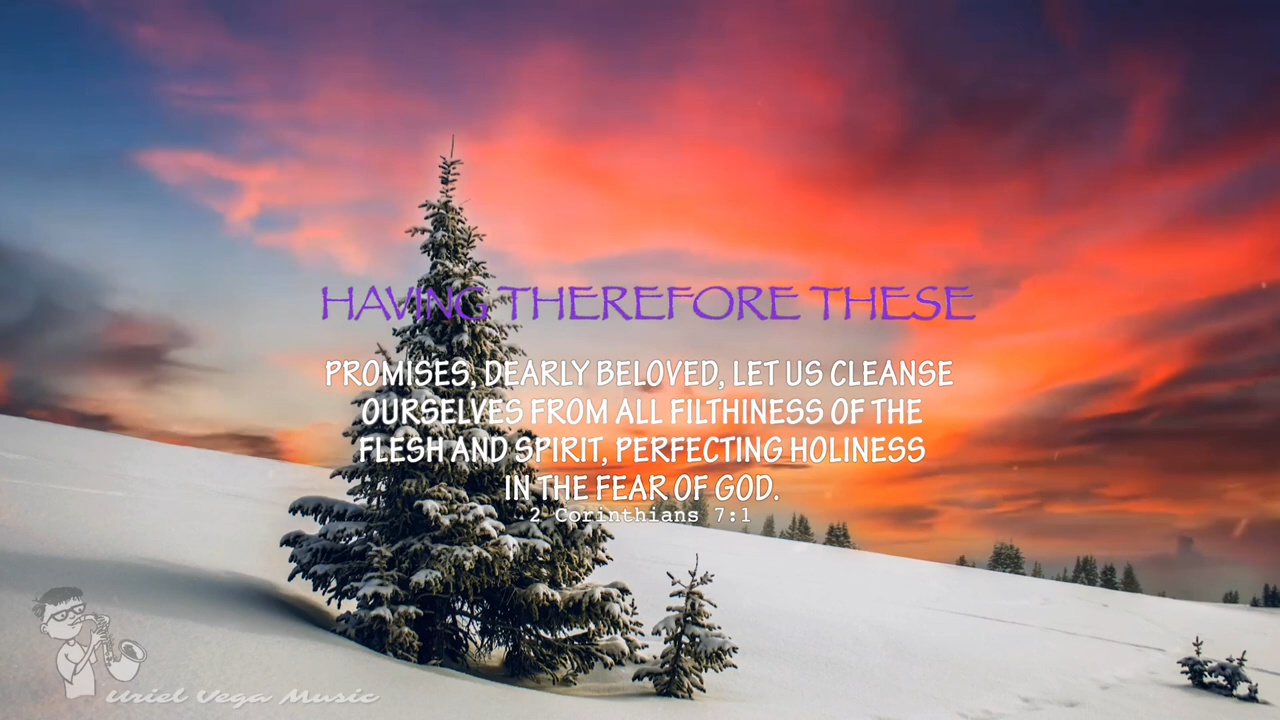 HAVING THEREFORE THESE
PROMISES, DEARLY BELOVED, LET US CLEANSE
OURSELVES FROM ALL FILTHINESS OF THE
FLESH AND SPIRIT, PERFECTING HOLINESS
IN THE FEAR OF GOD.
2 Corinthians 7:1
Uriel Vega Music